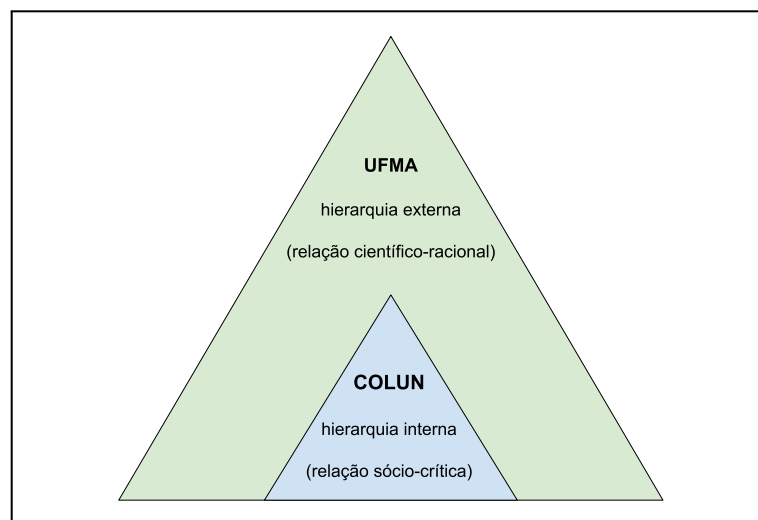 UFMA
hierarquia externa
(relação científico-racional)
COLUN
hierarquia interna
(relação sócio-crítica)